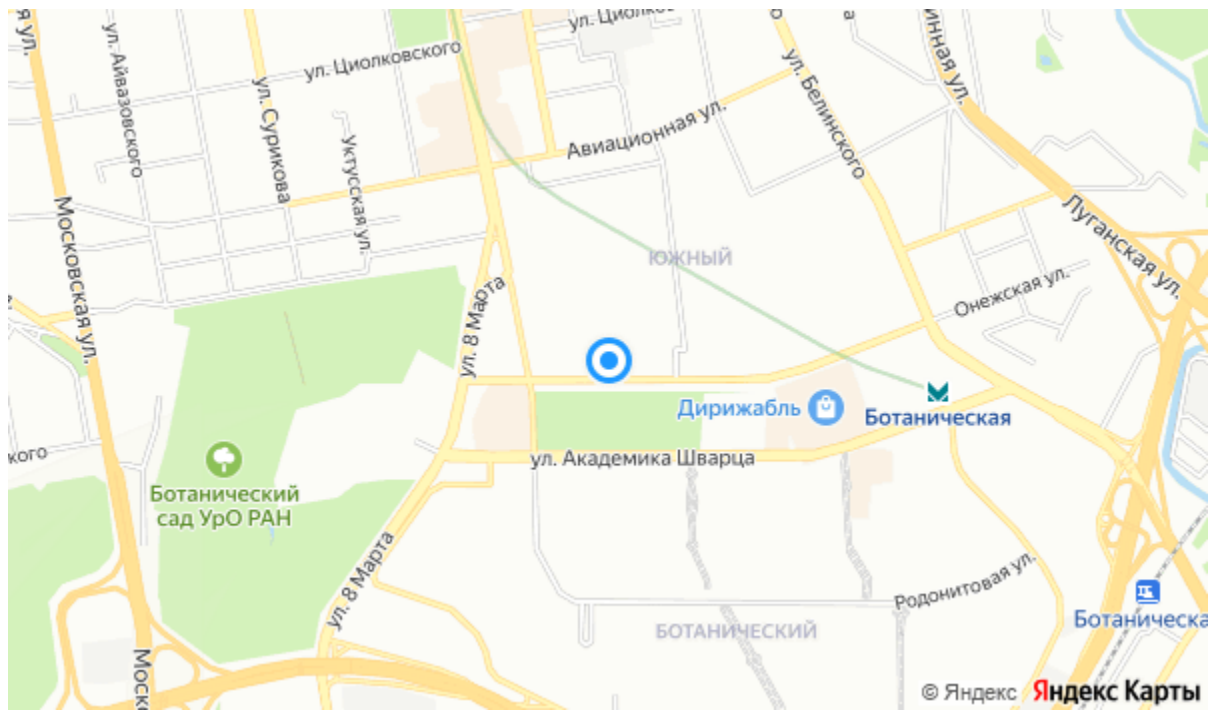 ул. Циолковского
ул. Айвазовского
ул. Сурикова
Уктусская ул.
Авиационная ул.
ул. Белинского
Московская ул.
ЮЖНЫЙ
Луганская ул.
Онежская ул.
ул. 8 Марта
Дирижабль
Ботаническая
ул. Академика Шварца
Ботанический
сад УрО РАН
ул. 8 Марта
Родонитовая ул.
БОТАНИЧЕСКИЙ
© Яндекс Яндекс Карты